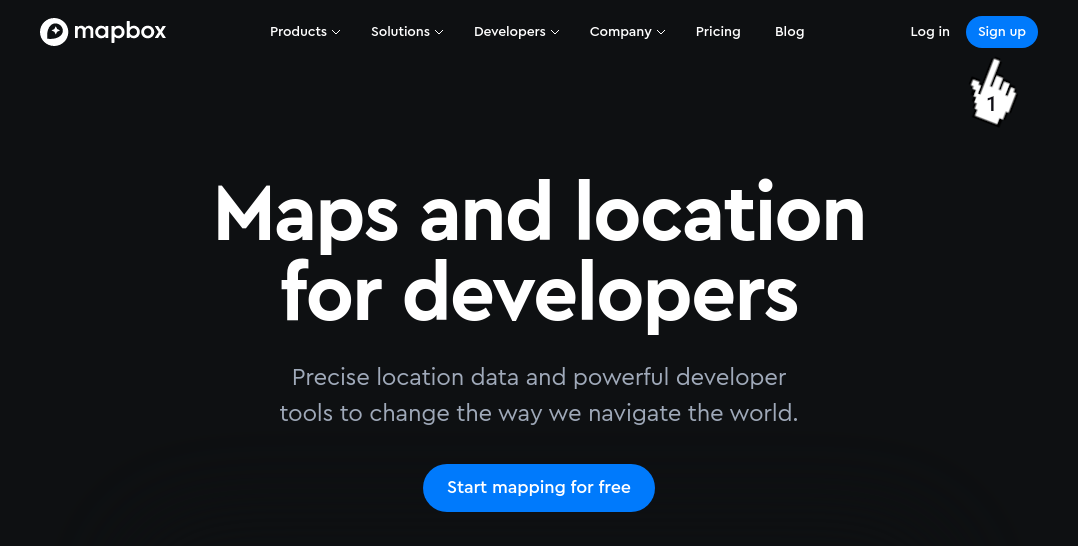 mapbox Products Solutions Developers Company Pricing Blog Log in Sign up
1
Maps and location
for developers
Precise location data and powerful developer
tools to change the way we navigate the world.
Start mapping for free